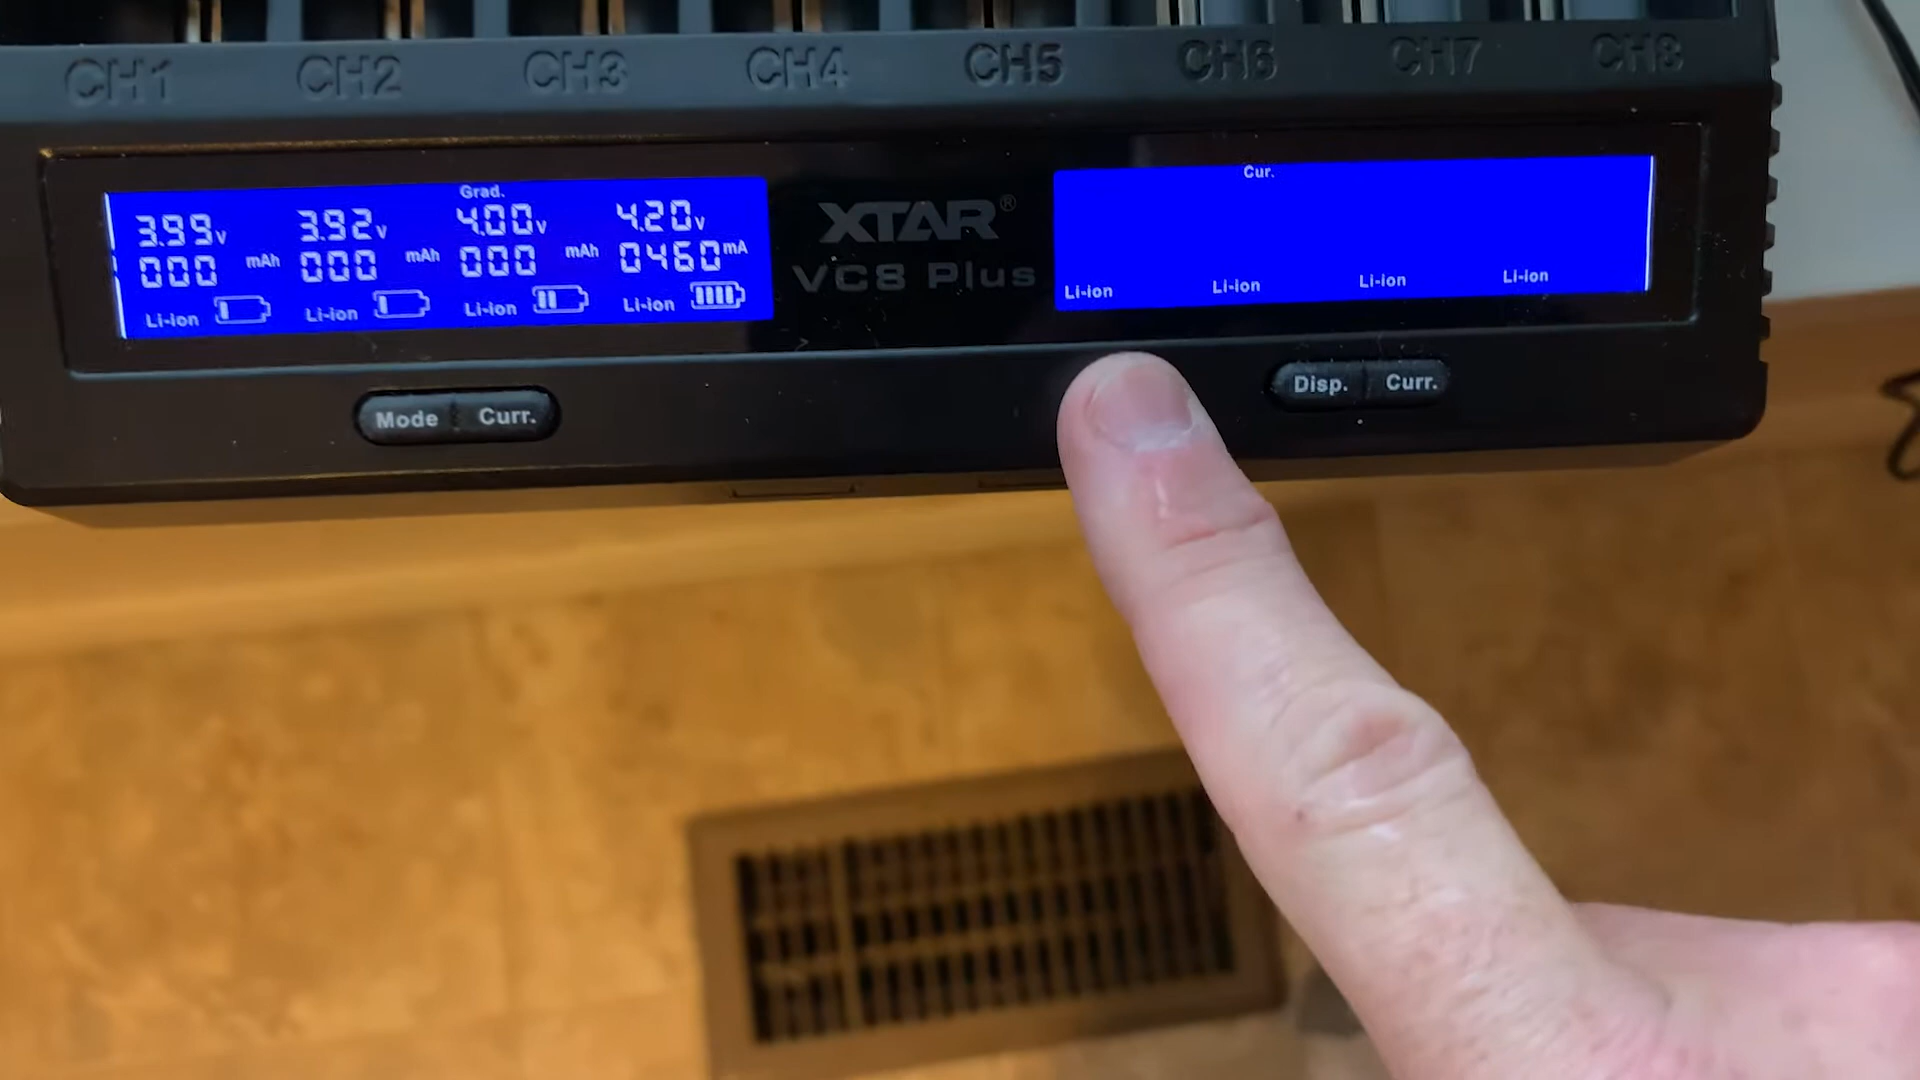 CH1 CH2 CH3 CH4 CH5 CH6 CH7 CH8
Grad.
3.99v 3.92v 4.00v 4.20v
000 mAh 000 mAh 000 mAh 0460mA
Li-ion Li-ion Li-ion Li-ion
XTAR®
VC8 Plus
Cur.
Li-ion Li-ion Li-ion Li-ion
Mode Curr.
Disp. Curr.